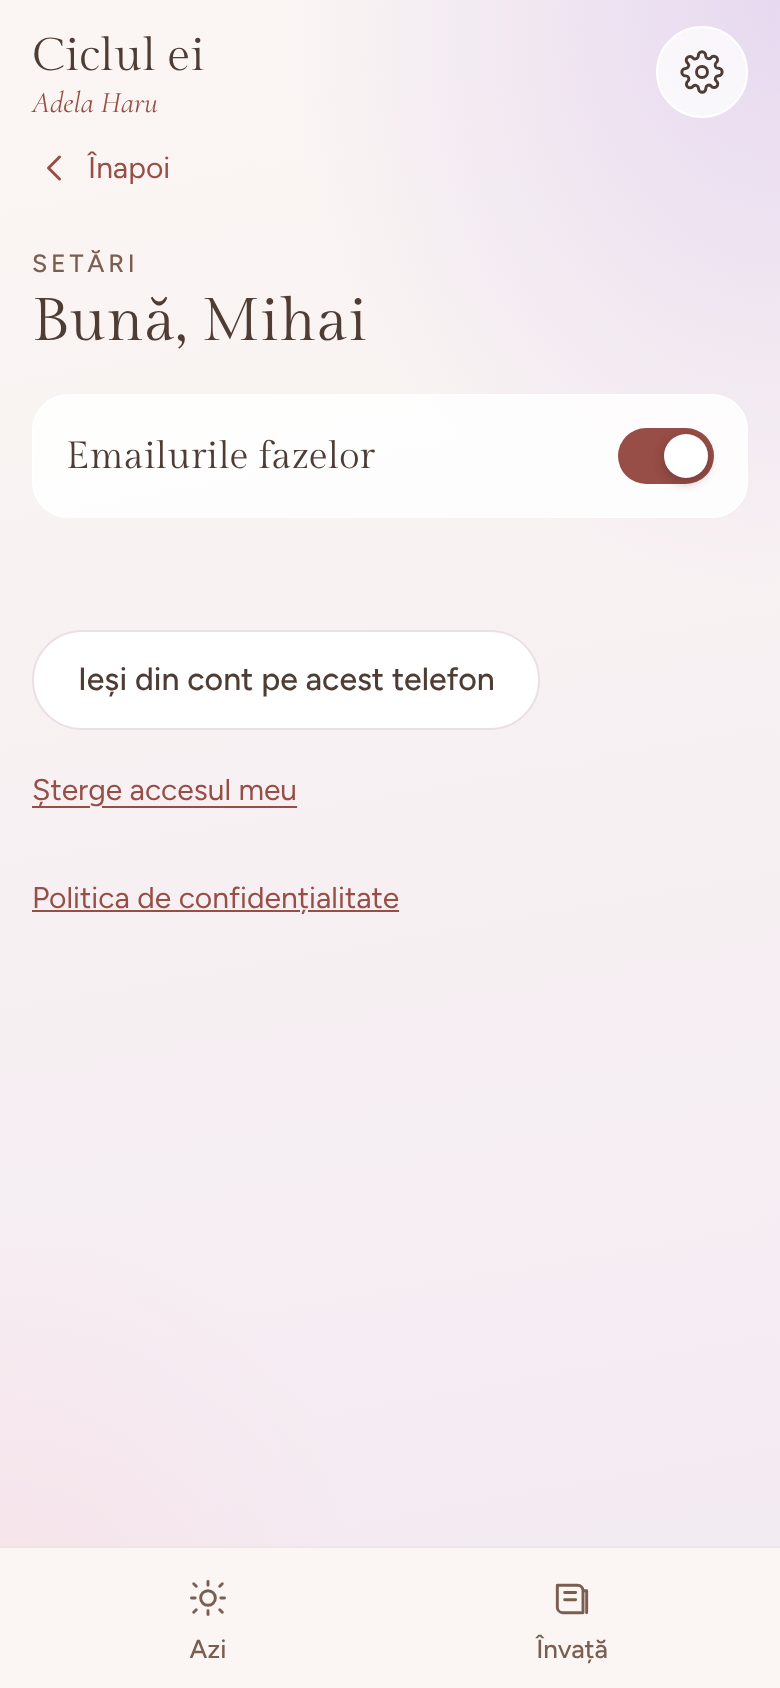 Ciclul ei
Adela Haru
Înapoi
SETĂRI
Bună, Mihai
Emailurile fazelor
Ieși din cont pe acest telefon
Șterge accesul meu
Politica de confidențialitate
Azi
Învață